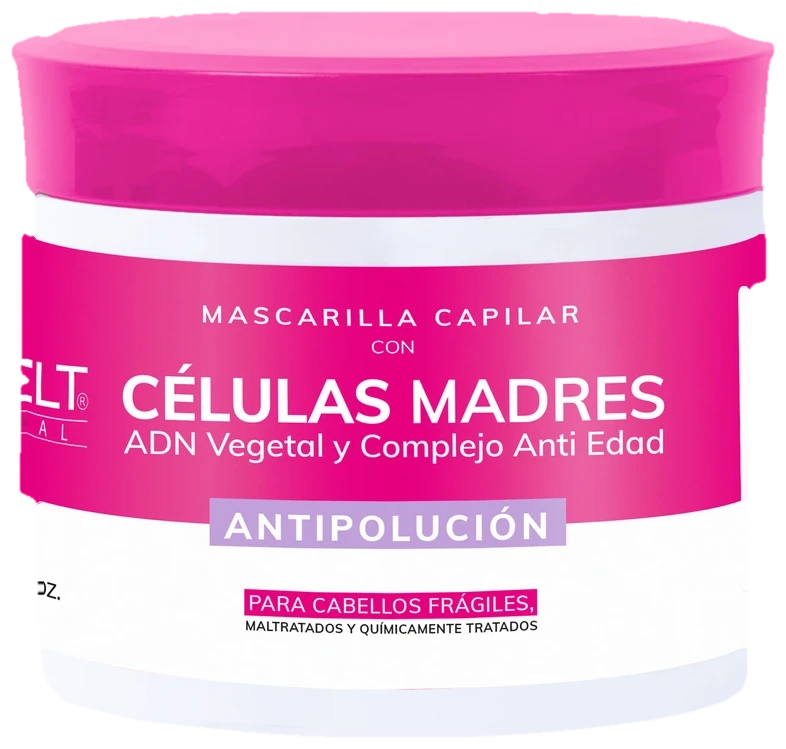 MASCARILLA CAPILAR
CON
CÉLULAS MADRES
ADN Vegetal y Complejo Anti Edad
ANTIPOLUCIÓN
PARA CABELLOS FRÁGILES,
MALTRATADOS Y QUÍMICAMENTE TRATADOS